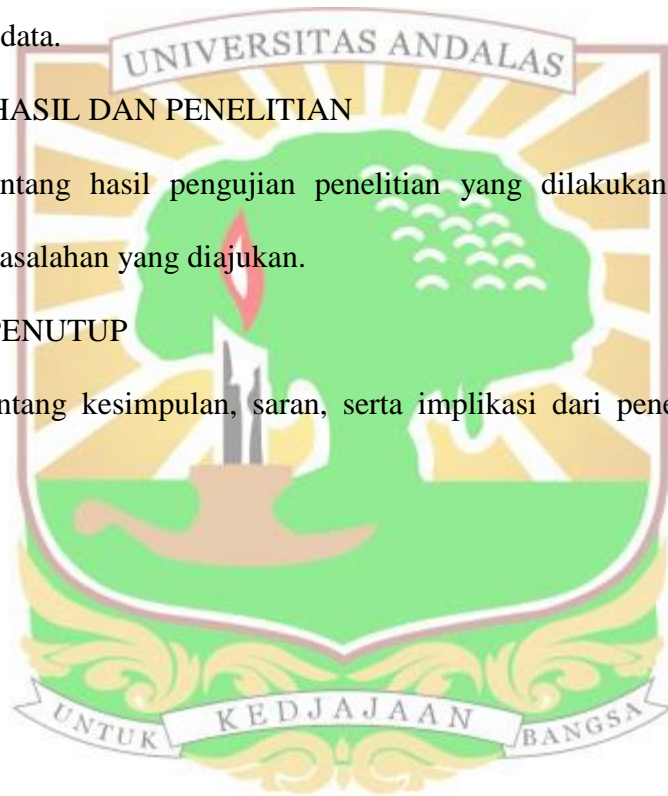 data.
UNIVERSITAS ANDALAS
HASIL DAN PENELITIAN
ntang hasil pengujian penelitian yang dilakukan
asalahan yang diajukan.
PENUTUP
ntang kesimpulan, saran, serta implikasi dari pene
UNTUK KEDJAJAAN BANGSA